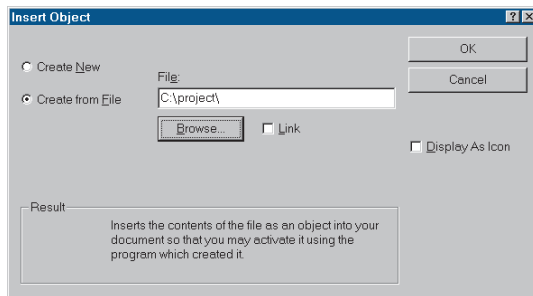 Insert Object
OK
Create New
File:
Cancel
Create from File
C:\project\
Browse...
Link
Display As Icon
Result
Inserts the contents of the file as an object into your
document so that you may activate it using the
program which created it.